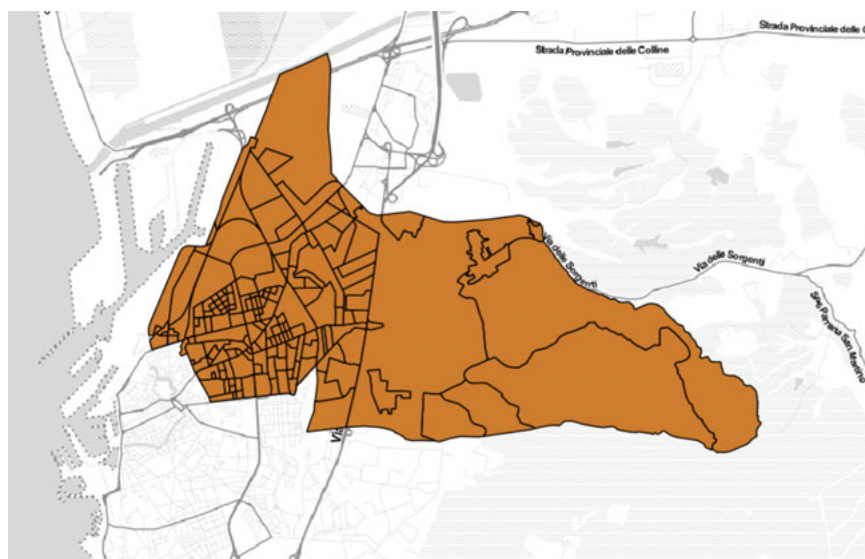 Strada Provinciale delle C
Strada Provinciale delle Colline
Via delle Sorgenti
Via delle Sorgenti
Via